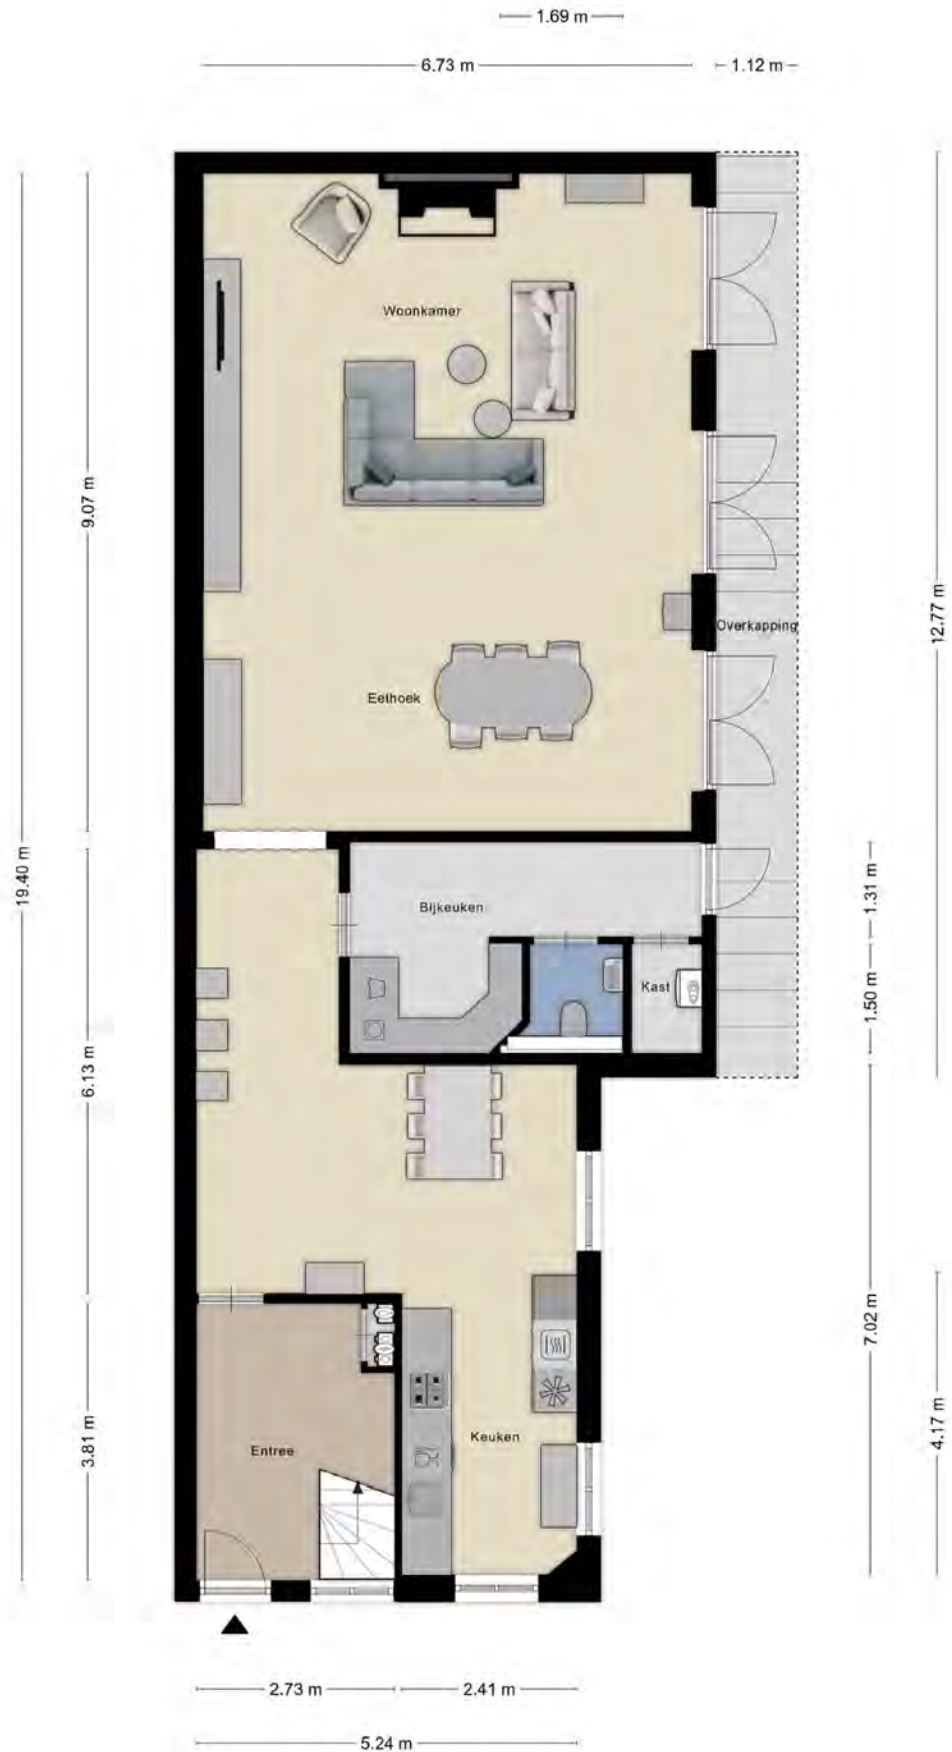 1.69 m
6.73 m
1.12 m
Woonkamer
9.07 m
12.77 m
Overkapping
Eethoek
19.40 m
1.31 m
Bijkeuken
Kast
1.50 m
6.13 m
7.02 m
3.81 m
4.17 m
Keuken
Entree
2.73 m
2.41 m
5.24 m